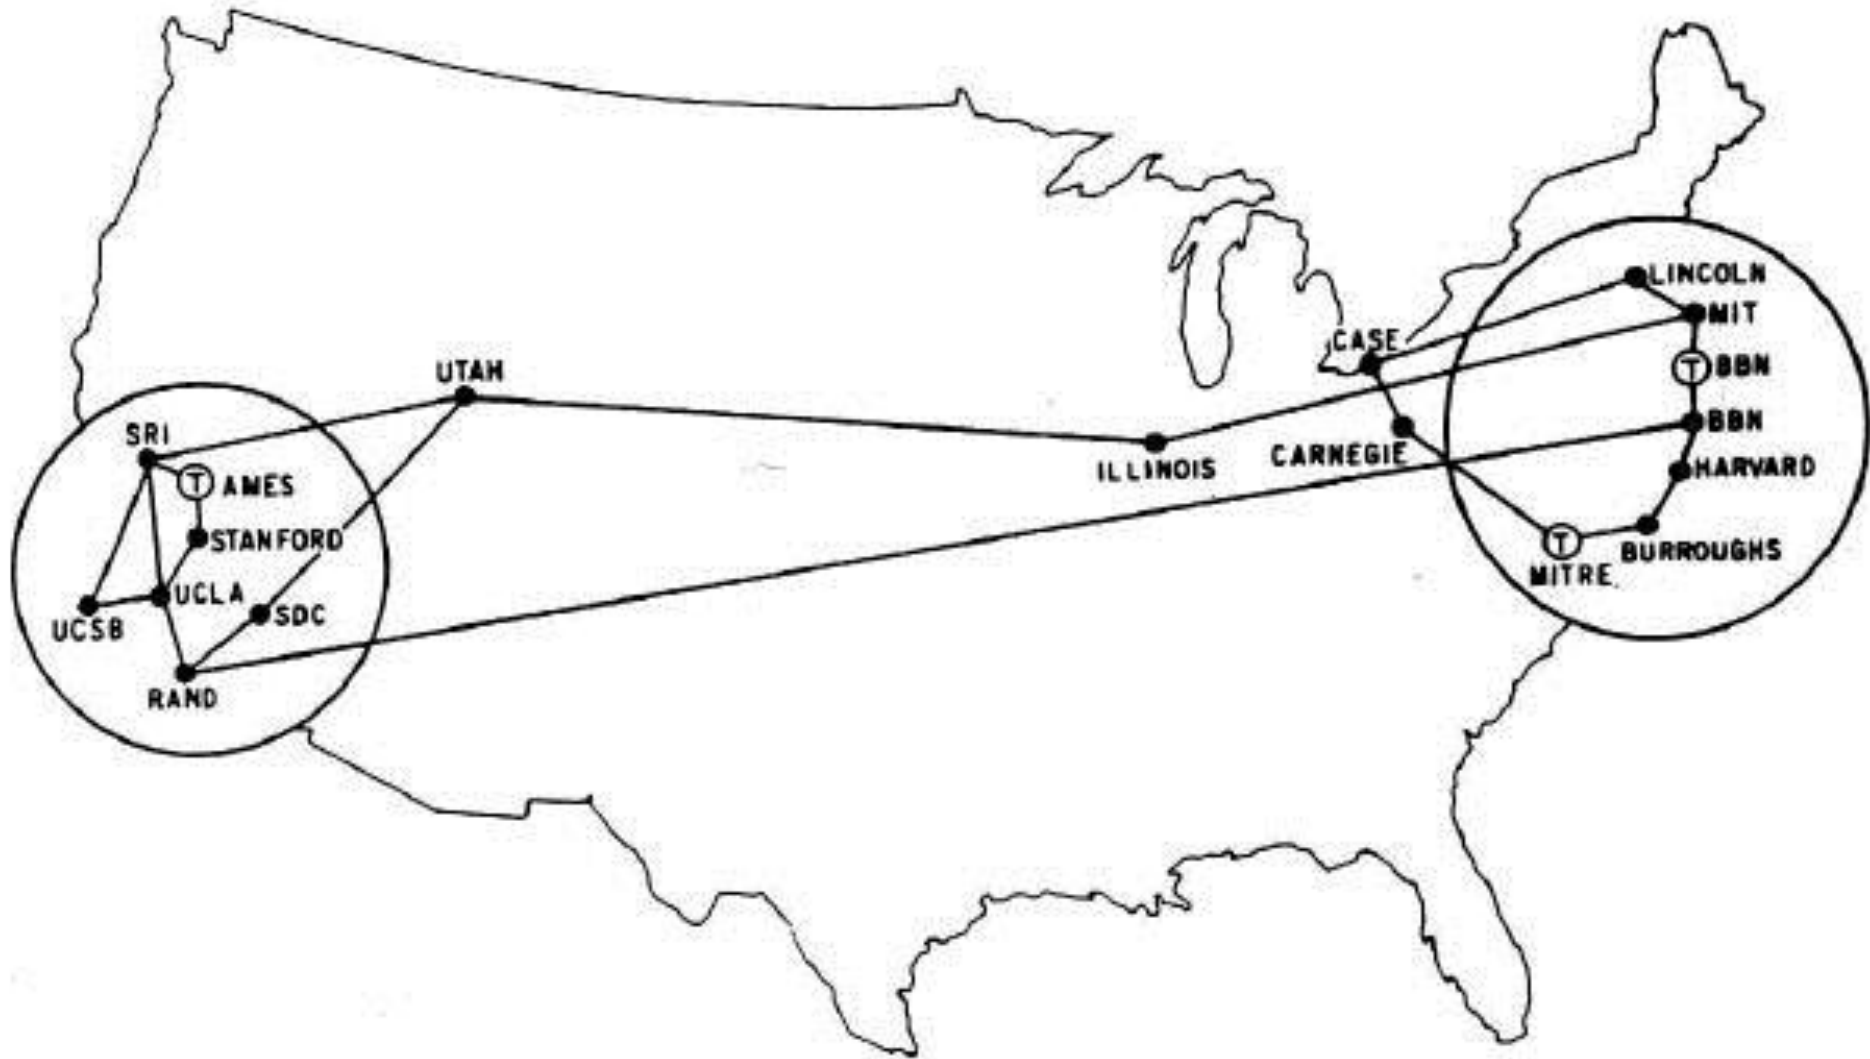 LINCOLN
MIT
CASE
T BBN
UTAH
BBN
SRI
CARNEGIE
ILLINOIS
HARVARD
T AMES
STANFORD
T
BURROUGHS
MITRE
UCLA
SDC
UCSB
RAND